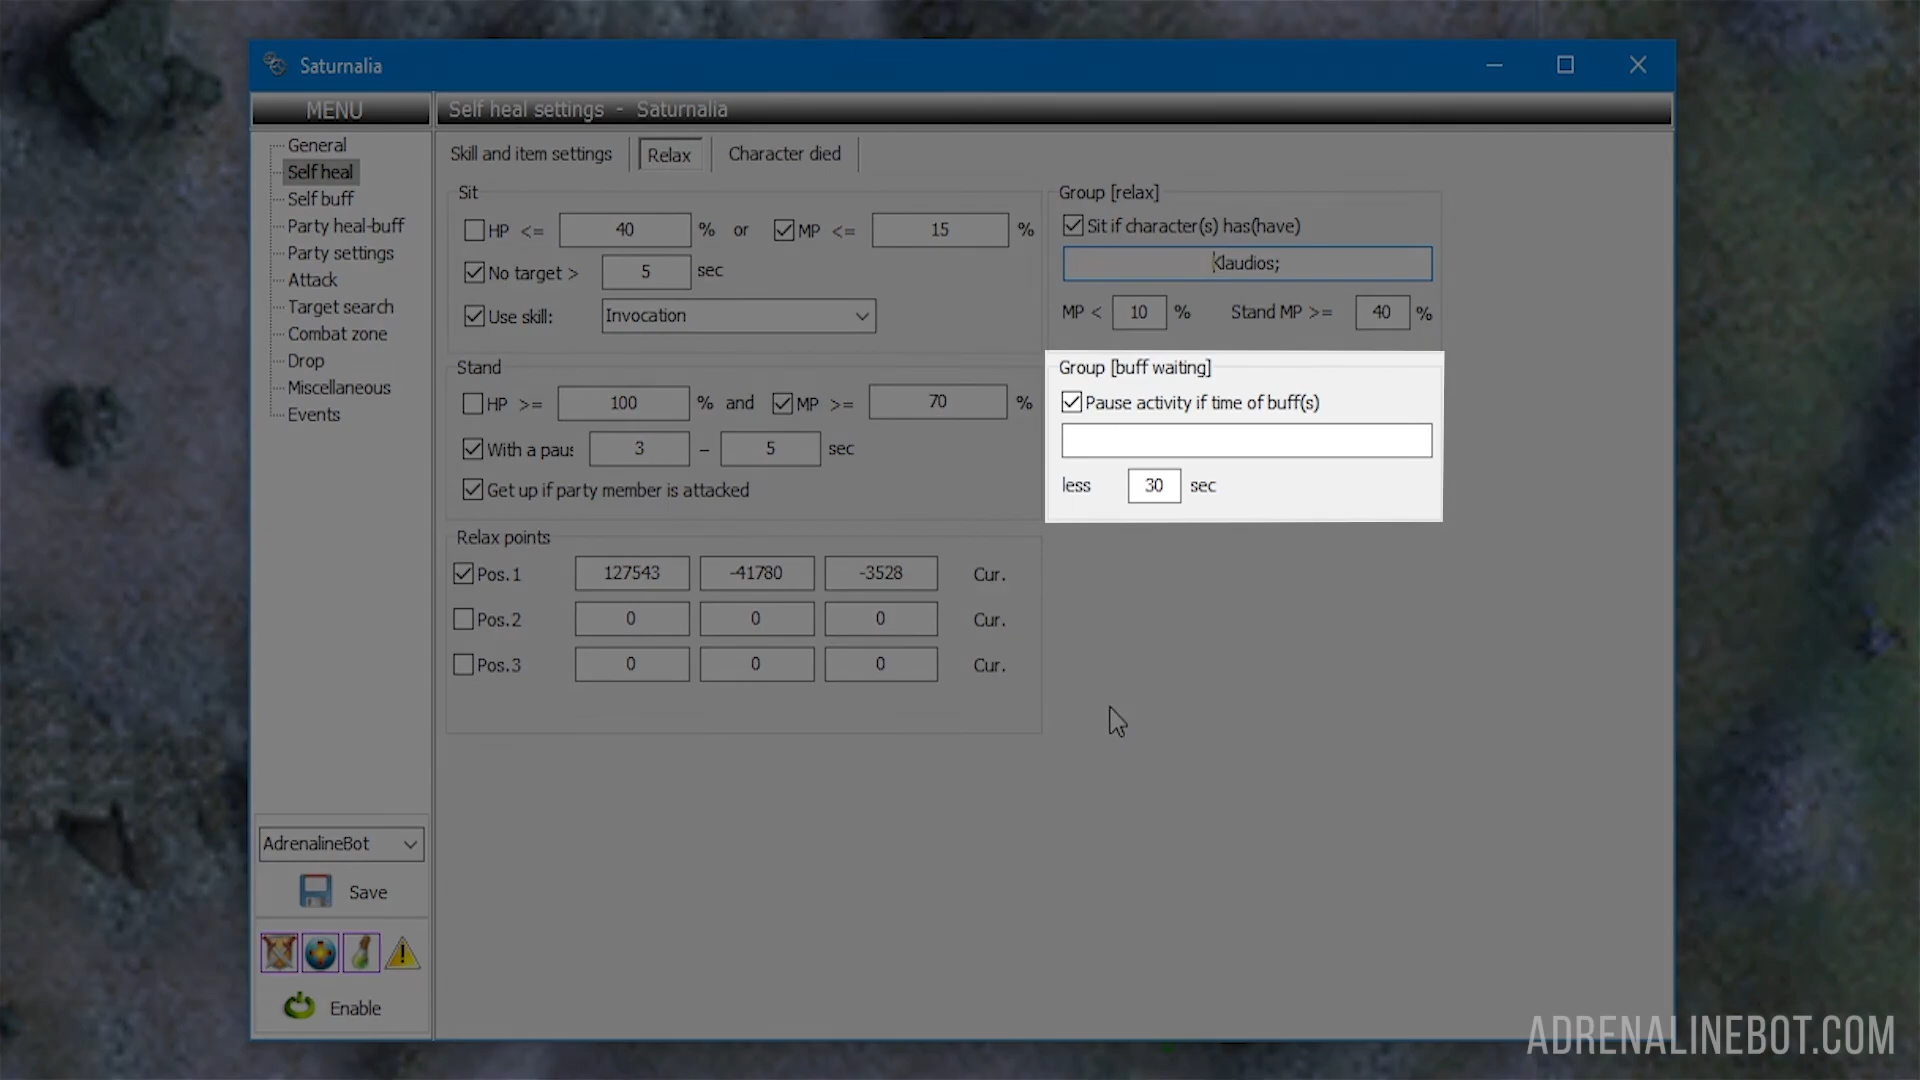 Saturnalia
MENU
Self heal settings - Saturnalia
General
Self heal
Self buff
Party heal-buff
Party settings
Attack
Target search
Combat zone
Drop
Miscellaneous
Events
Skill and item settings
Relax
Character died
Sit
HP <= 40 % or MP <= 15 %
No target > 5 sec
Use skill: Invocation
Stand
HP >= 100 % and MP >= 70 %
With a paus 3 – 5 sec
Get up if party member is attacked
Relax points
Pos.1 127543 -41780 -3528 Cur.
Pos.2 0 0 0 Cur.
Pos.3 0 0 0 Cur.
Group [relax]
Sit if character(s) has(have)
Klaudios;
MP < 10 % Stand MP >= 40 %
Group [buff waiting]
Pause activity if time of buff(s)
less 30 sec
AdrenalineBot
Save
Enable
ADRENALINEBOT.COM